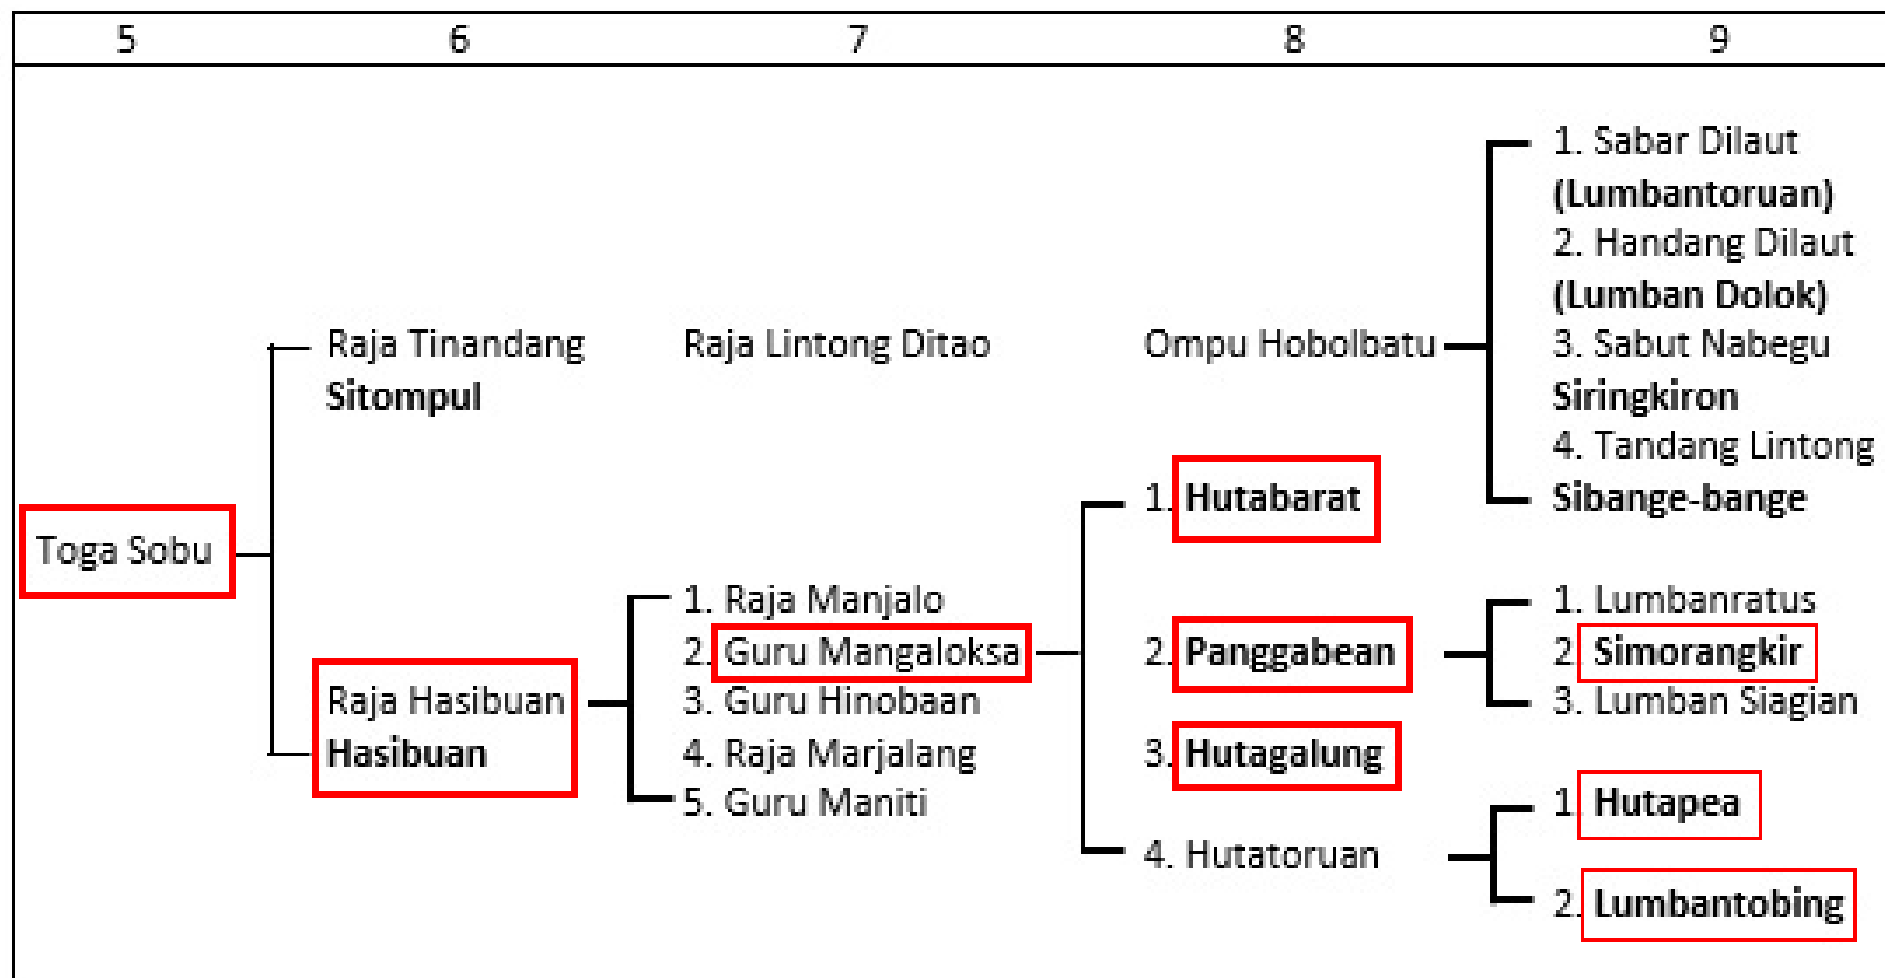 5 6 7 8 9
1. Sabar Dilaut
(Lumbantoruan)
2. Handang Dilaut
(Lumban Dolok)
Raja Tinandang Raja Lintong Ditao Ompu Hobolbatu 3. Sabut Nabegu
Sitompul Siringkiron
4. Tandang Lintong
1. Hutabarat Sibange-bange
Toga Sobu
1. Raja Manjalo 1. Lumbanratus
2. Guru Mangaloksa 2. Panggabean 2. Simorangkir
Raja Hasibuan 3. Guru Hinobaan 3. Lumban Siagian
Hasibuan 4. Raja Marjalang 3. Hutagalung
5. Guru Maniti 1. Hutapea
4. Hutatoruan
2. Lumbantobing